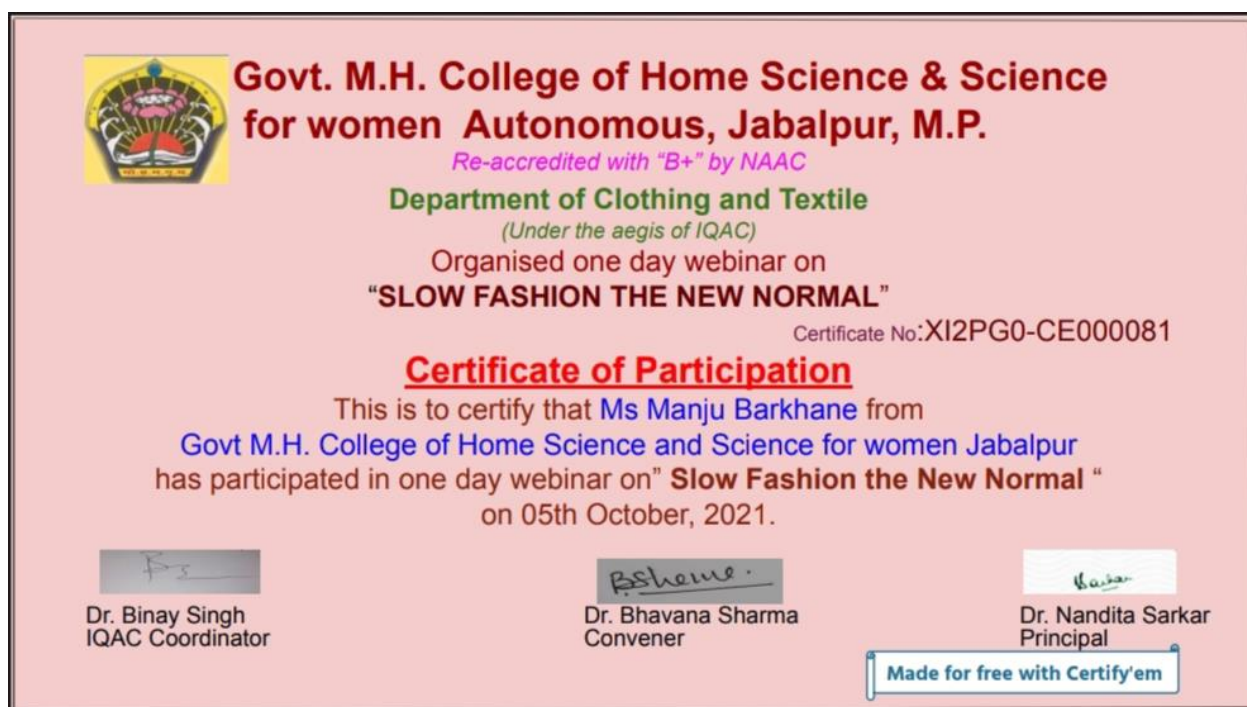 Govt. M.H. College of Home Science & Science
for women Autonomous, Jabalpur, M.P.
Re-accredited with “B+” by NAAC
Department of Clothing and Textile
(Under the aegis of IQAC)
Organised one day webinar on
“SLOW FASHION THE NEW NORMAL”
Certificate No:XI2PG0-CE000081
Certificate of Participation
This is to certify that Ms Manju Barkhane from
Govt M.H. College of Home Science and Science for women Jabalpur
has participated in one day webinar on” Slow Fashion the New Normal “
on 05th October, 2021.
Dr. Binay Singh
IQAC Coordinator
Dr. Bhavana Sharma
Convener
Dr. Nandita Sarkar
Principal
Made for free with Certify'em